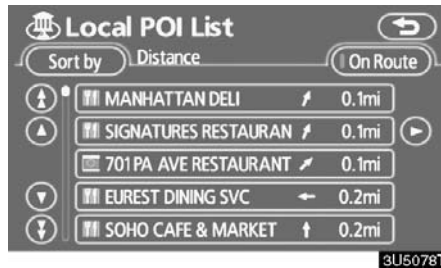 Local POI List
Sort by Distance On Route
MANHATTAN DELI 0.1mi
SIGNATURES RESTAURAN 0.1mi
701 PA AVE RESTAURANT 0.1mi
EUREST DINING SVC 0.2mi
SOHO CAFE & MARKET 0.2mi
3U5078